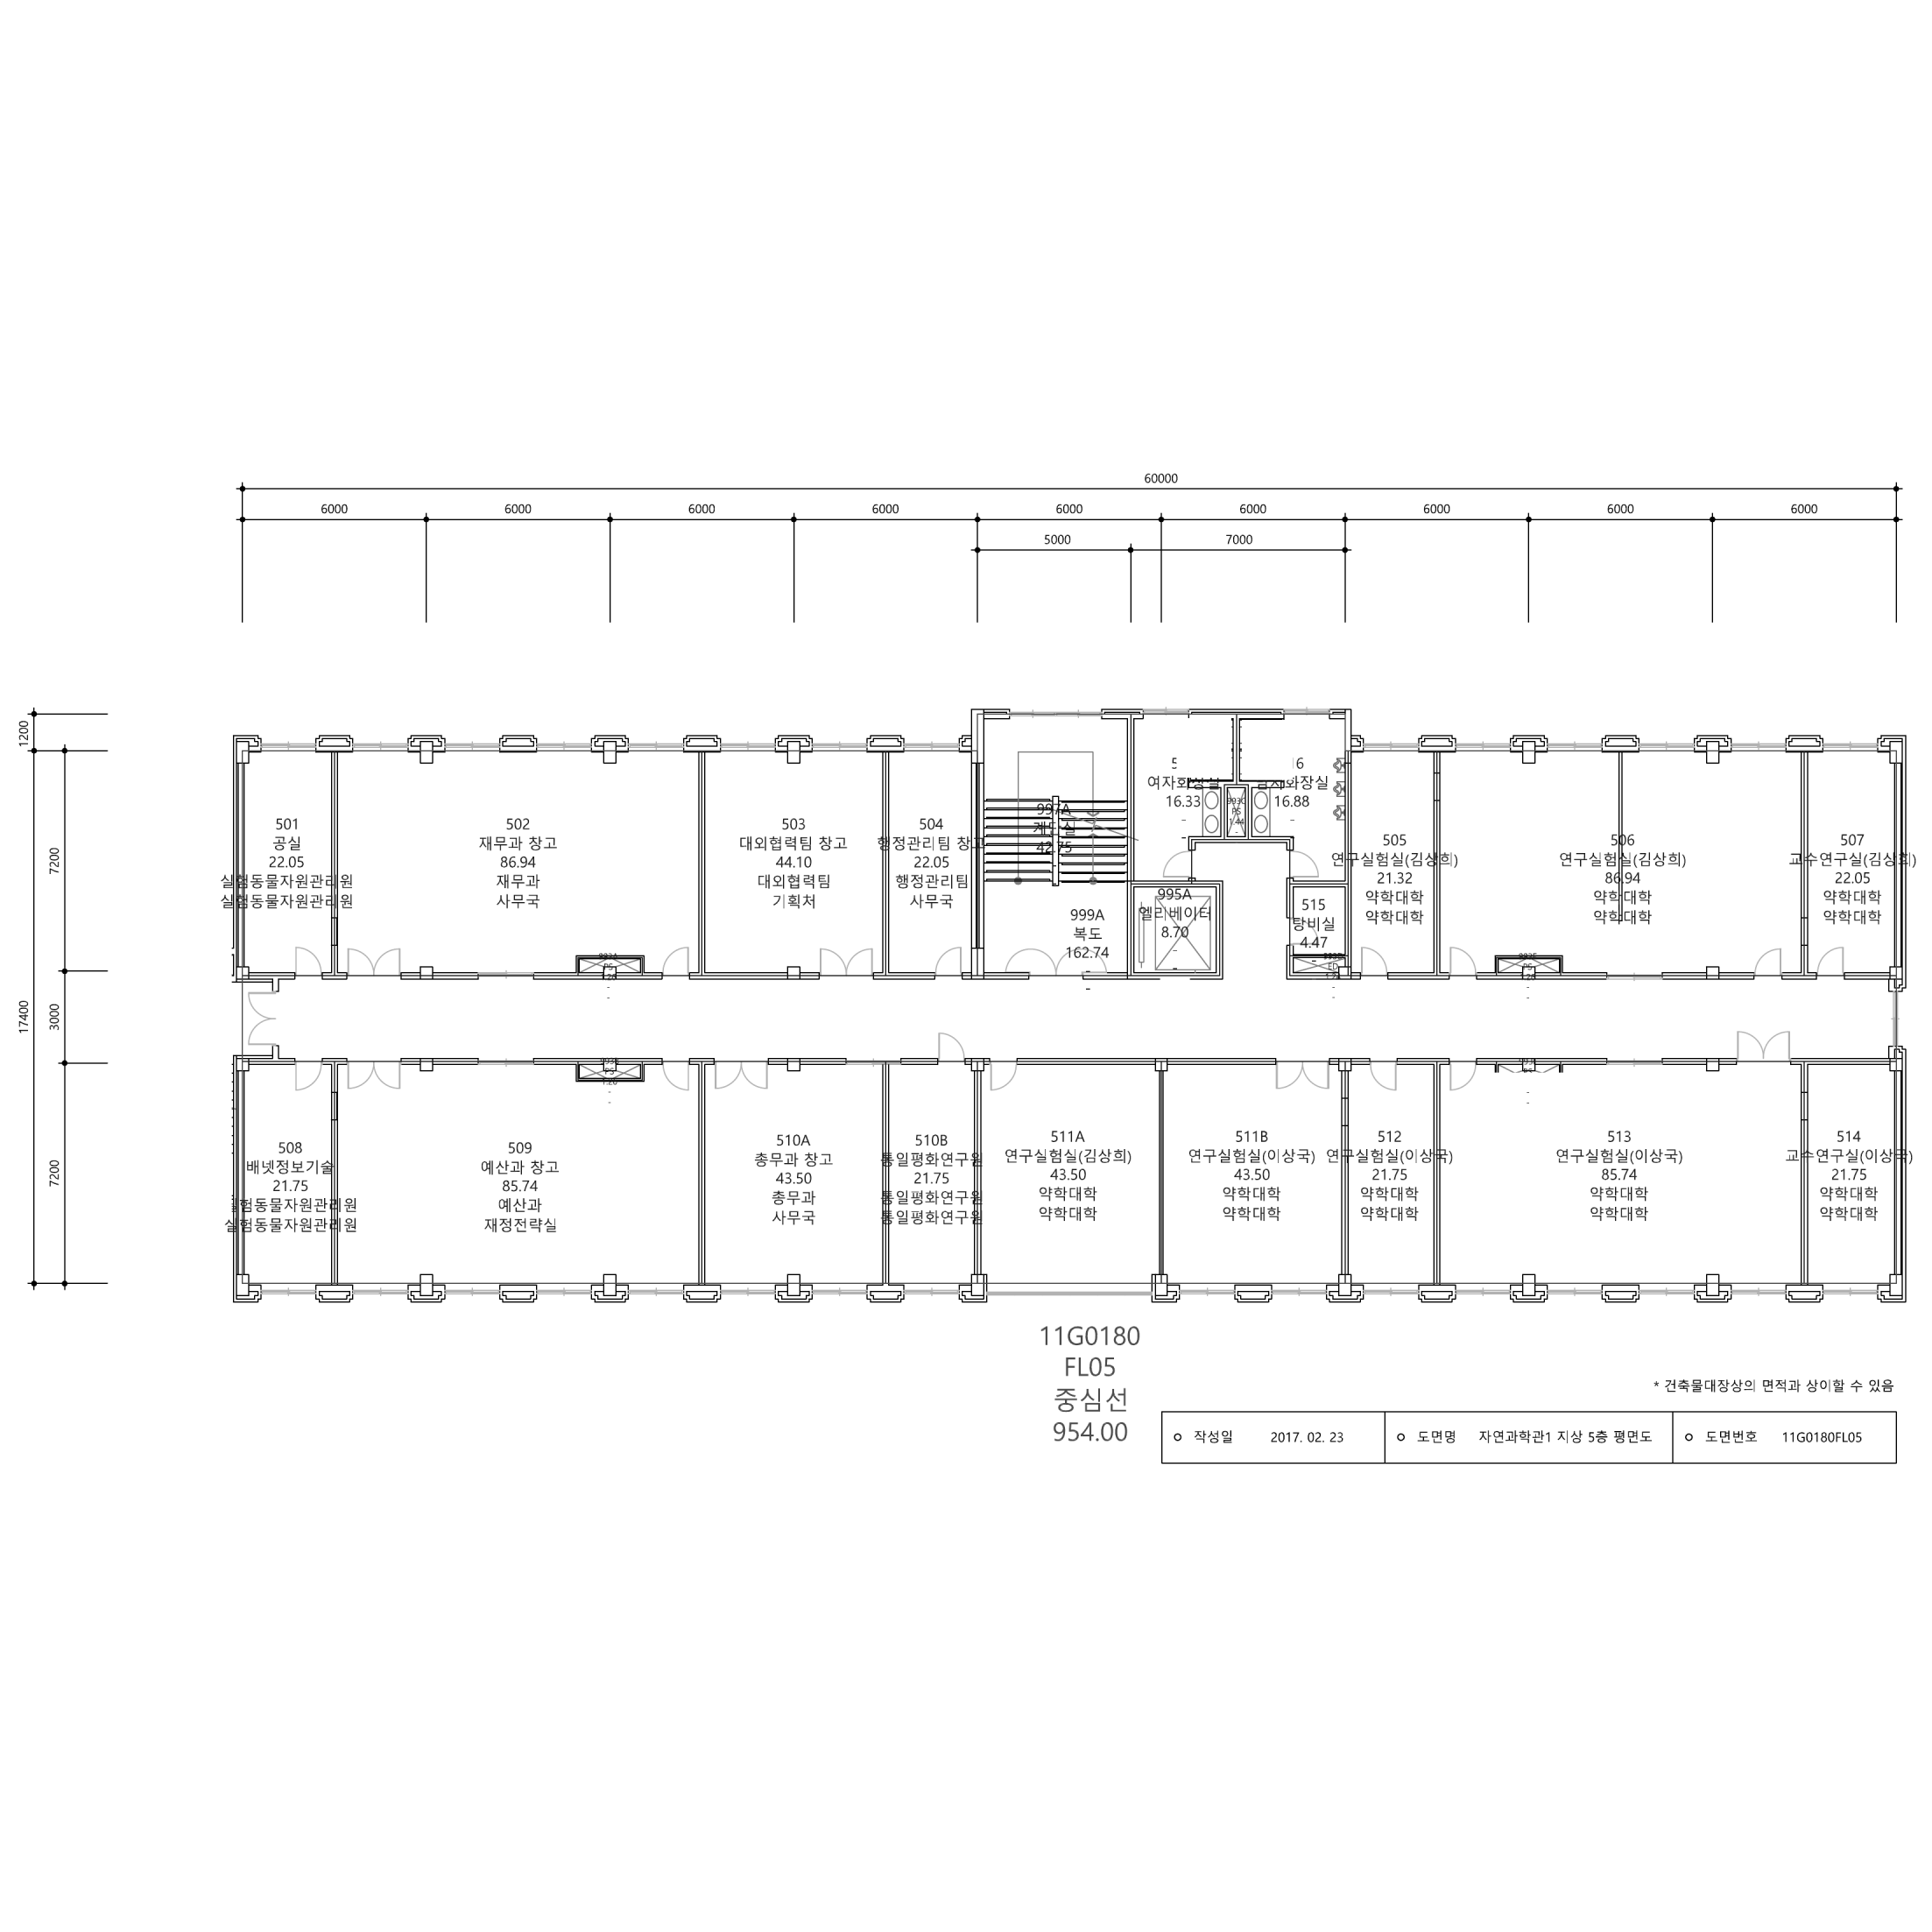 60000
6000 6000 6000 6000 6000 6000 6000 6000 6000
5000 7000
1200
7200
17400
3000
7200
501
공실
22.05
실험동물자원관리원
실험동물자원관리원
502
재무과 창고
86.94
재무과
사무국
503
대외협력팀 창고
44.10
대외협력팀
기획처
504
행정관리팀 창고
22.05
행정관리팀
사무국
997A
계단실
42.75
999A
복도
162.74
여자화장실
16.33
16.88
995A
엘리베이터
8.70
515
탕비실
4.47
505
연구실험실(김상희)
21.32
약학대학
약학대학
506
연구실험실(김상희)
86.94
약학대학
약학대학
507
교수연구실(김상희)
22.05
약학대학
약학대학
508
배넷정보기술
21.75
실험동물자원관리원
실험동물자원관리원
509
예산과 창고
85.74
예산과
재정전략실
510A
총무과 창고
43.50
총무과
사무국
510B
통일평화연구원
21.75
통일평화연구원
통일평화연구원
511A
연구실험실(김상희)
43.50
약학대학
약학대학
511B
연구실험실(이상국)
43.50
약학대학
약학대학
512
연구실험실(이상국)
21.75
약학대학
약학대학
513
연구실험실(이상국)
85.74
약학대학
약학대학
514
교수연구실(이상국)
21.75
약학대학
약학대학
11G0180
FL05
중심선
954.00
* 건축물대장상의 면적과 상이할 수 있음
작성일 2017. 02. 23 도면명 자연과학관1 지상 5층 평면도 도면번호 11G0180FL05